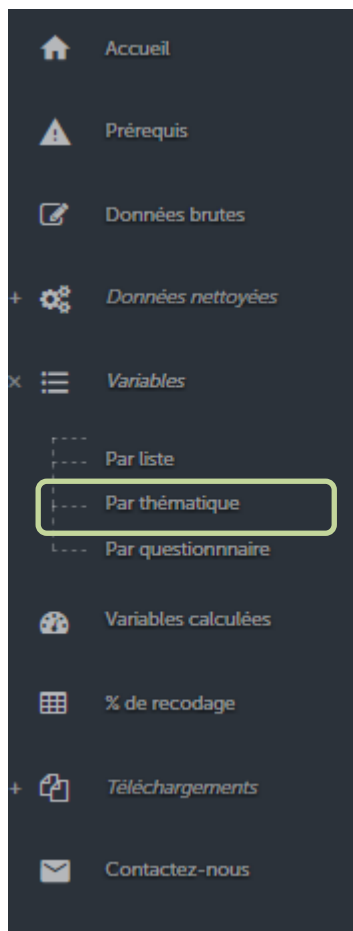 Accueil
Prérequis
Données brutes
+ Données nettoyées
× Variables
Par liste
Par thématique
Par questionnnaire
Variables calculées
% de recodage
+ Téléchargements
Contactez-nous